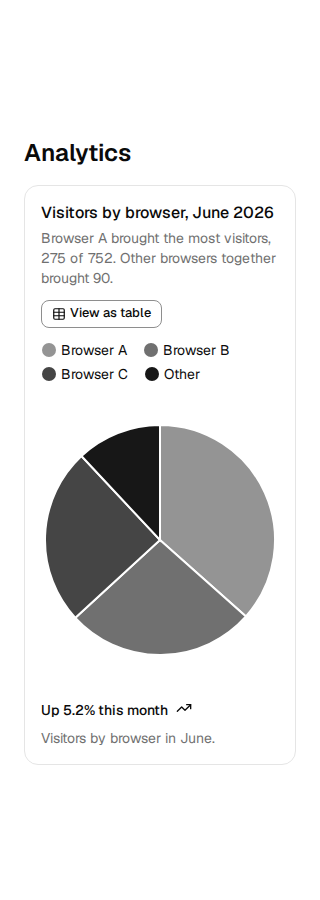 Analytics
Visitors by browser, June 2026
Browser A brought the most visitors,
275 of 752. Other browsers together
brought 90.
View as table
Browser A Browser B
Browser C Other
Up 5.2% this month
Visitors by browser in June.